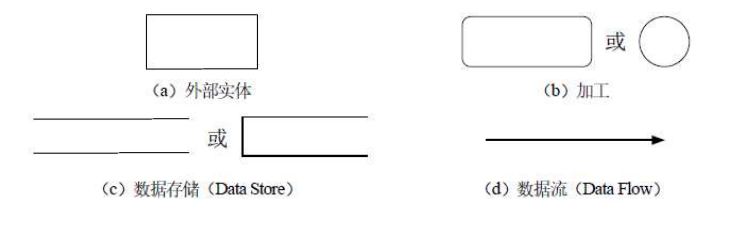 或
（a）外部实体
（b）加工
或
（c）数据存储（Data Store）
（d）数据流（Data Flow）